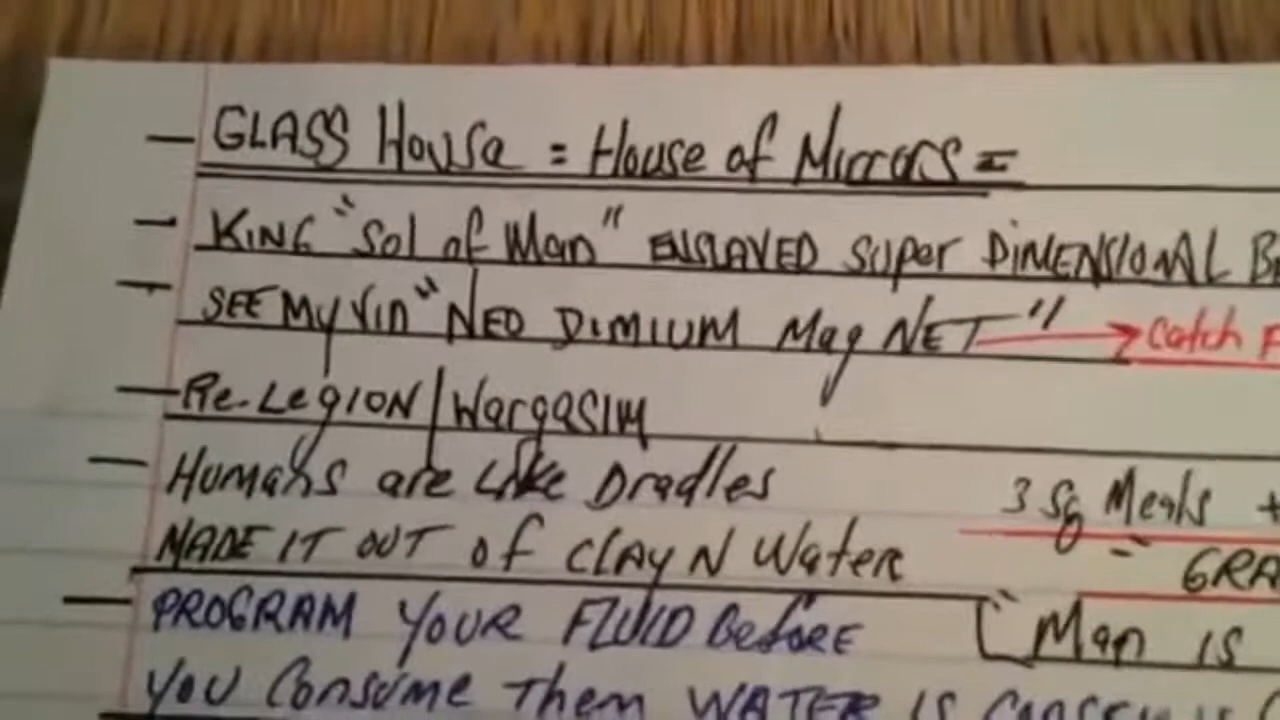 — GLASS House = House of Mirrors =
— KING "Sol of Man" ENSLAVED Super DIMENSIONAL
— SEE My Vid "NEO DIMIUM Mag NET" → Catch
— Re-LegION / Wargasim
— Humans are Like Dradles
3 Sq Meals +
MADE IT OUT of CLAY N Water
= GRA
— PROGRAM YOUR FLUID Before
["Man is
YOU Consume Them WATER IS